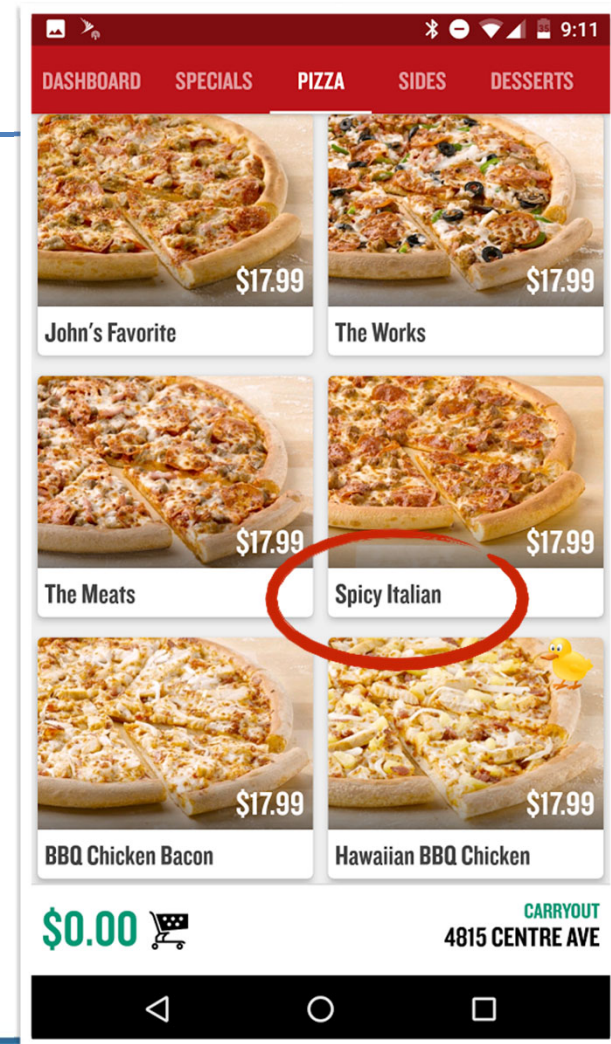 9:11
DASHBOARD SPECIALS PIZZA SIDES DESSERTS
$17.99 $17.99
John's Favorite The Works
$17.99 $17.99
The Meats Spicy Italian
$17.99 $17.99
BBQ Chicken Bacon Hawaiian BBQ Chicken
$0.00 CARRYOUT
4815 CENTRE AVE